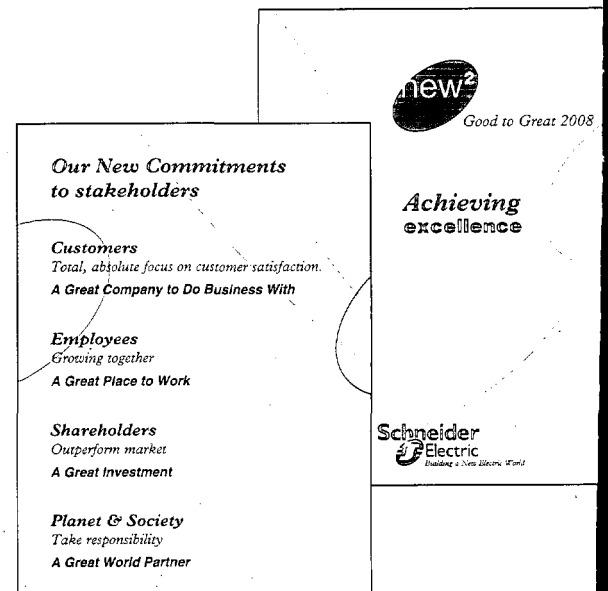 new²
Good to Great 2008
Achieving
excellence
Schneider
Electric
Building a New Electric World
Our New Commitments
to stakeholders
Customers
Total, absolute focus on customer satisfaction.
A Great Company to Do Business With
Employees
Growing together
A Great Place to Work
Shareholders
Outperform market
A Great Investment
Planet & Society
Take responsibility
A Great World Partner